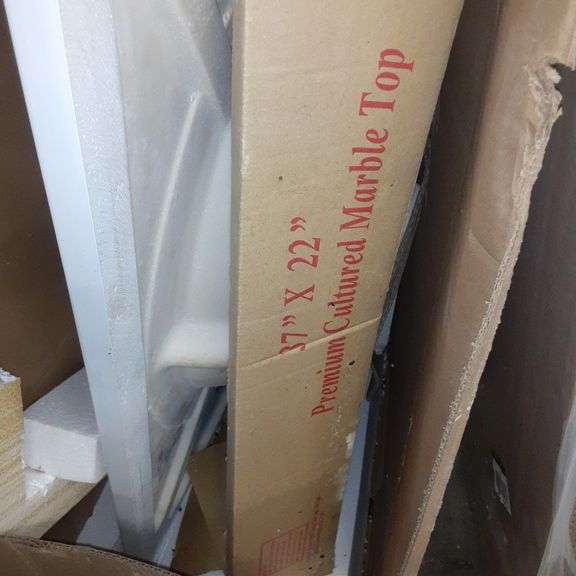 37” X 22”
Premium Cultured Marble Top